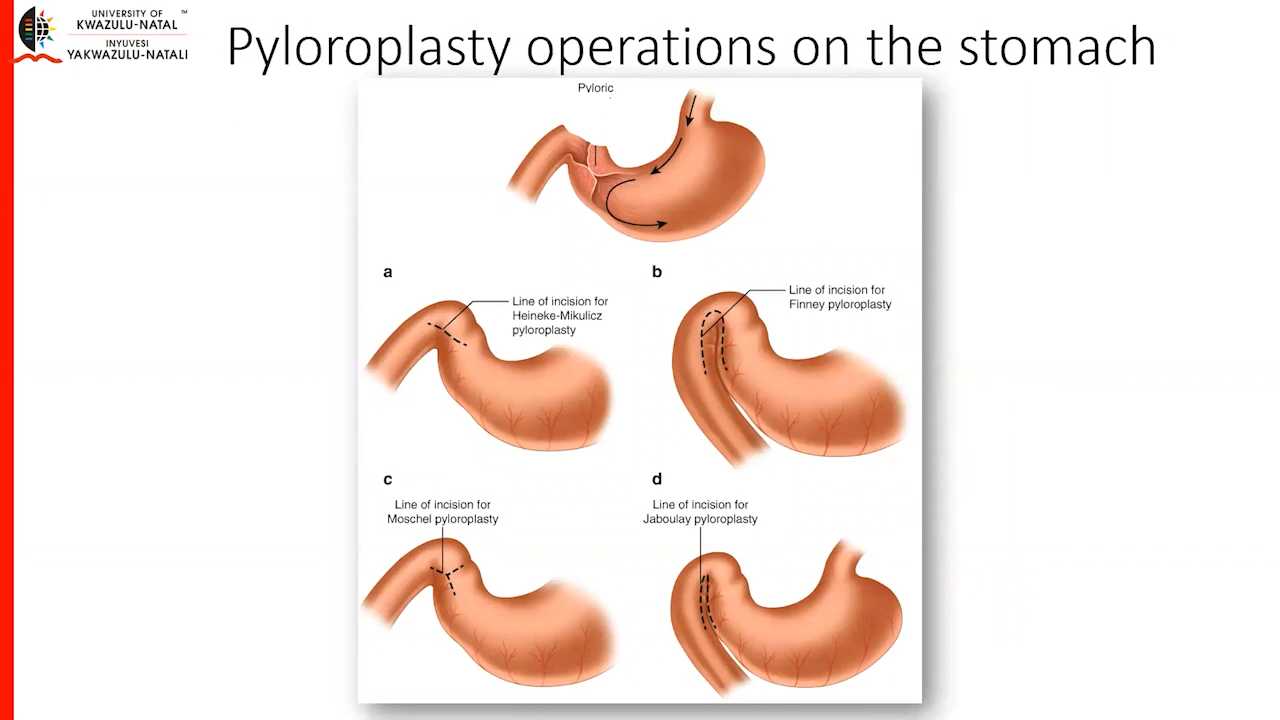 UNIVERSITY OF
KWAZULU-NATAL
TM
INYUVESI
YAKWAZULU-NATALI
Pyloroplasty operations on the stomach
Pyloric
a
b
Line of incision for
Heineke-Mikulicz
pyloroplasty
Line of incision for
Finney pyloroplasty
c
d
Line of incision for
Moschel pyloroplasty
Line of incision for
Jaboulay pyloroplasty